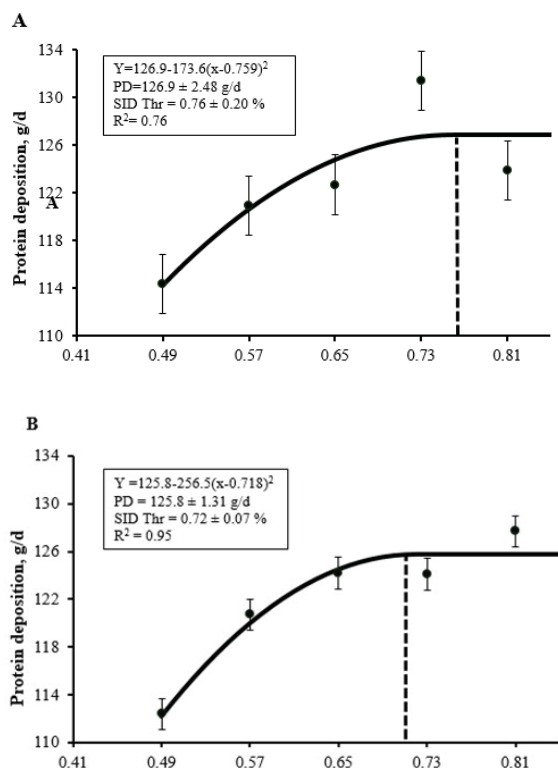 A
134
130
126
122
118
114
110
Protein deposition, g/d
A
Y=126.9-173.6(x-0.759)²
PD=126.9 ± 2.48 g/d
SID Thr = 0.76 ± 0.20 %
R²= 0.76
0.41 0.49 0.57 0.65 0.73 0.81
B
134
130
126
122
118
114
110
Protein deposition, g/d
Y =125.8-256.5(x-0.718)²
PD = 125.8 ± 1.31 g/d
SID Thr = 0.72 ± 0.07 %
R² = 0.95
0.41 0.49 0.57 0.65 0.73 0.81